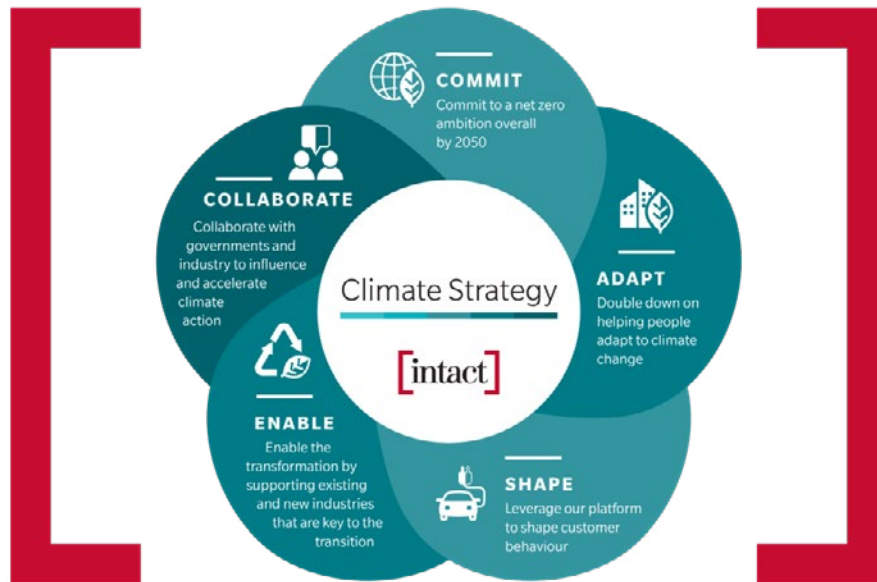 COMMIT
Commit to a net zero
ambition overall
by 2050
ADAPT
Double down on
helping people
adapt to climate
change
SHAPE
Leverage our platform
to shape customer
behaviour
ENABLE
Enable the
transformation by
supporting existing
and new industries
that are key to the
transition
COLLABORATE
Collaborate with
governments and
industry to influence
and accelerate
climate
action
Climate Strategy
[intact]